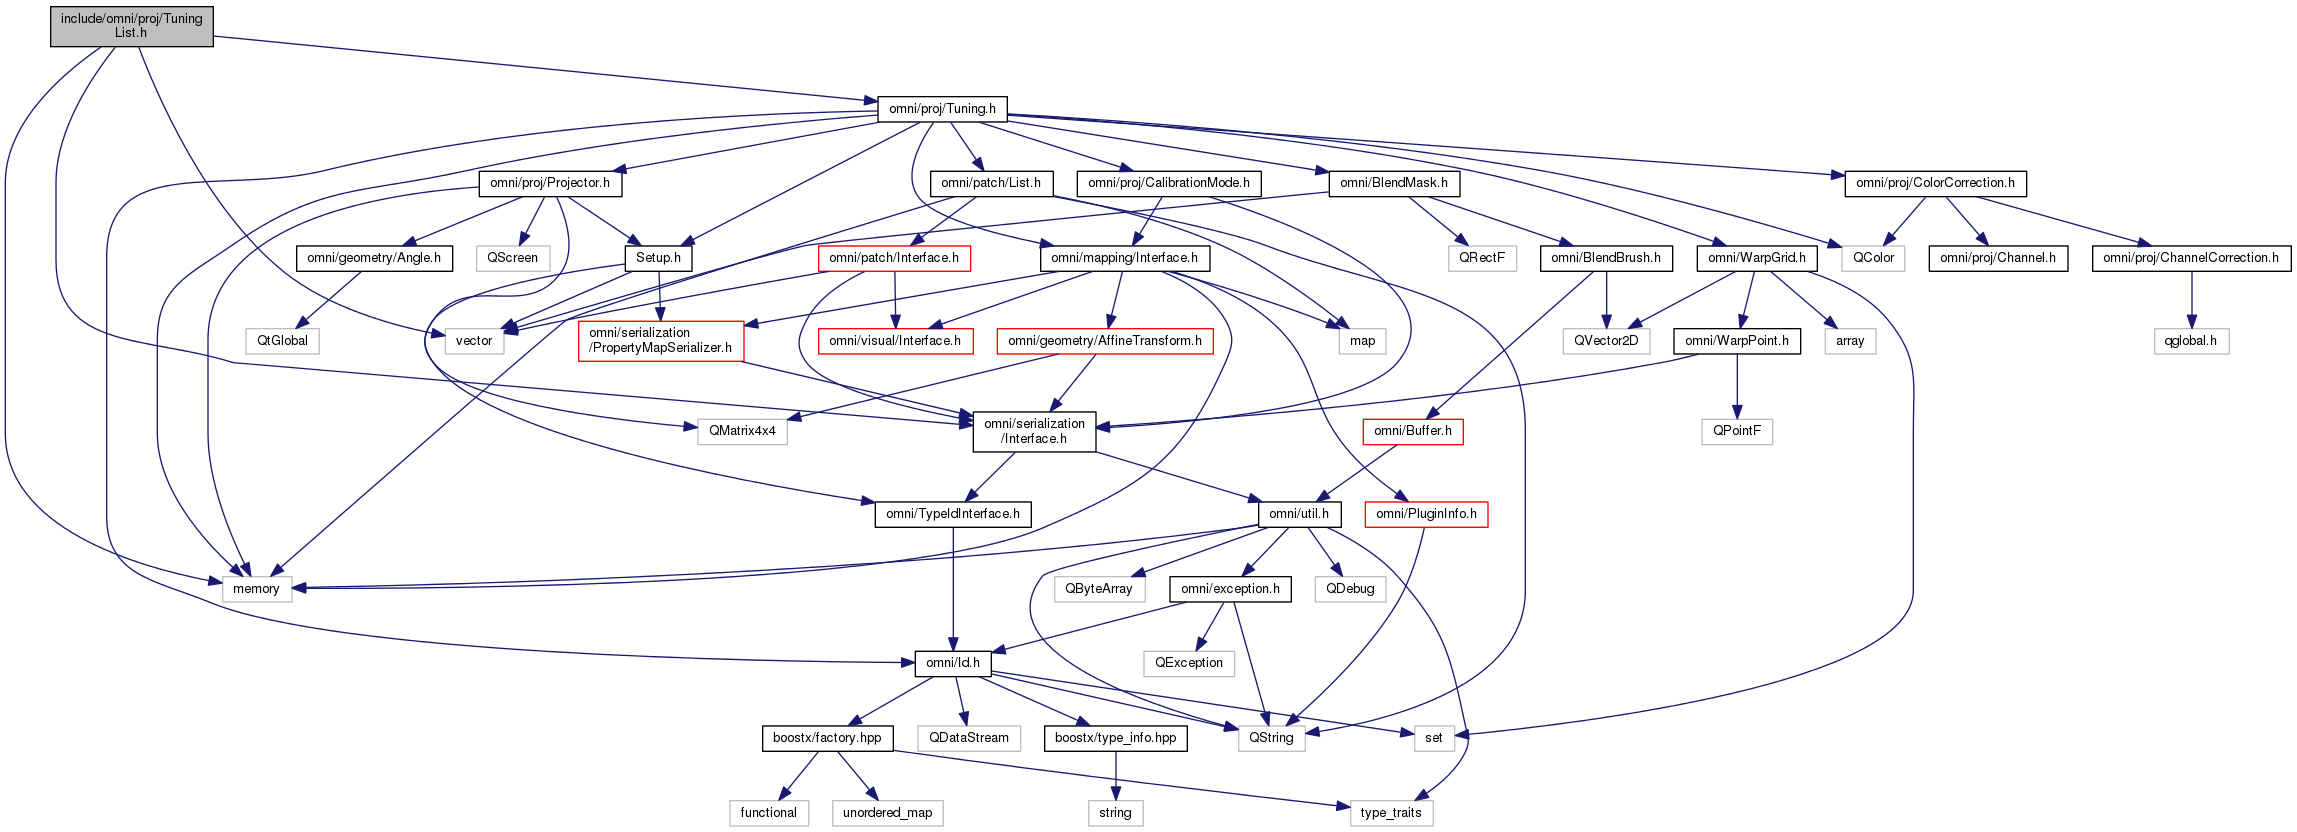 include/omni/proj/Tuning
List.h
omni/proj/Tuning.h
omni/proj/Projector.h
omni/patch/List.h
omni/proj/CalibrationMode.h
omni/BlendMask.h
omni/proj/ColorCorrection.h
omni/geometry/Angle.h
QScreen
Setup.h
omni/patch/Interface.h
omni/mapping/Interface.h
QRectF
omni/BlendBrush.h
omni/WarpGrid.h
QColor
omni/proj/Channel.h
omni/proj/ChannelCorrection.h
QtGlobal
vector
omni/serialization
/PropertyMapSerializer.h
omni/visual/Interface.h
omni/geometry/AffineTransform.h
map
QVector2D
omni/WarpPoint.h
array
qglobal.h
QMatrix4x4
omni/serialization
/Interface.h
omni/Buffer.h
QPointF
omni/TypeIdInterface.h
omni/util.h
omni/PluginInfo.h
memory
QByteArray
omni/exception.h
QDebug
omni/Id.h
QException
boostx/factory.hpp
QDataStream
boostx/type_info.hpp
QString
set
functional
unordered_map
string
type_traits